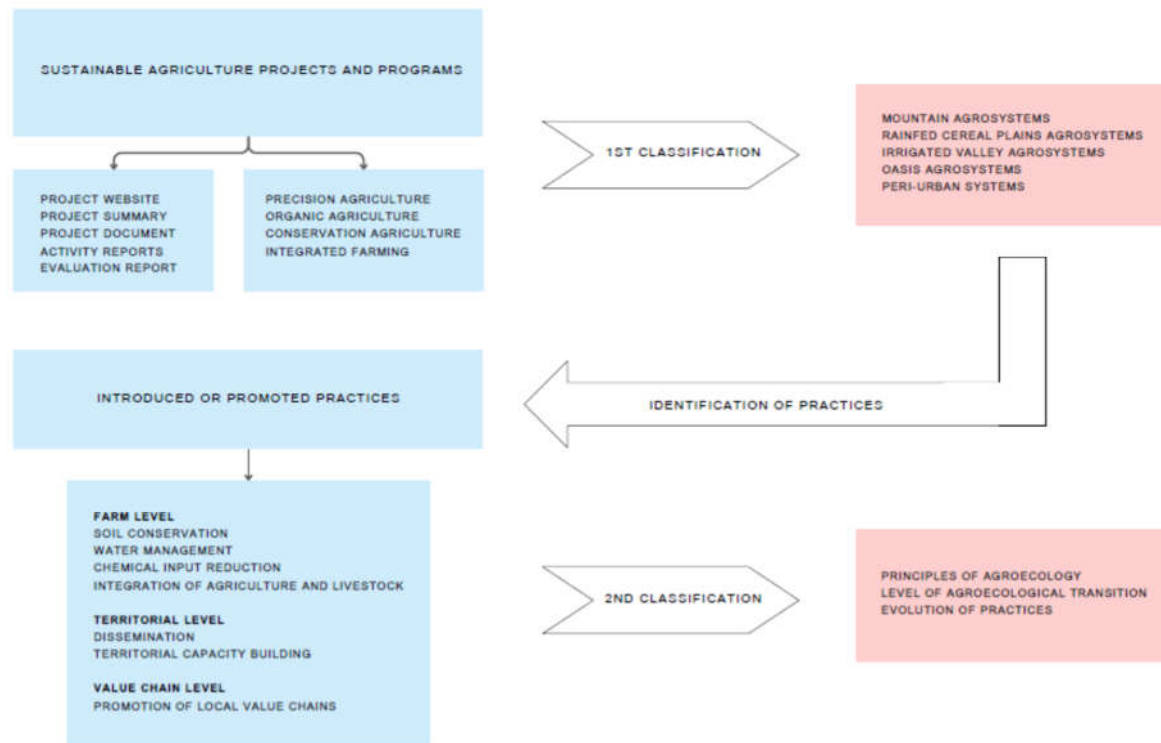 SUSTAINABLE AGRICULTURE PROJECTS AND PROGRAMS
PROJECT WEBSITE
PROJECT SUMMARY
PROJECT DOCUMENT
ACTIVITY REPORTS
EVALUATION REPORT
PRECISION AGRICULTURE
ORGANIC AGRICULTURE
CONSERVATION AGRICULTURE
INTEGRATED FARMING
1ST CLASSIFICATION
MOUNTAIN AGROSYSTEMS
RAINFED CEREAL PLAINS AGROSYSTEMS
IRRIGATED VALLEY AGROSYSTEMS
OASIS AGROSYSTEMS
PERI-URBAN SYSTEMS
IDENTIFICATION OF PRACTICES
INTRODUCED OR PROMOTED PRACTICES
FARM LEVEL
SOIL CONSERVATION
WATER MANAGEMENT
CHEMICAL INPUT REDUCTION
INTEGRATION OF AGRICULTURE AND LIVESTOCK
TERRITORIAL LEVEL
DISSEMINATION
TERRITORIAL CAPACITY BUILDING
VALUE CHAIN LEVEL
PROMOTION OF LOCAL VALUE CHAINS
2ND CLASSIFICATION
PRINCIPLES OF AGROECOLOGY
LEVEL OF AGROECOLOGICAL TRANSITION
EVOLUTION OF PRACTICES